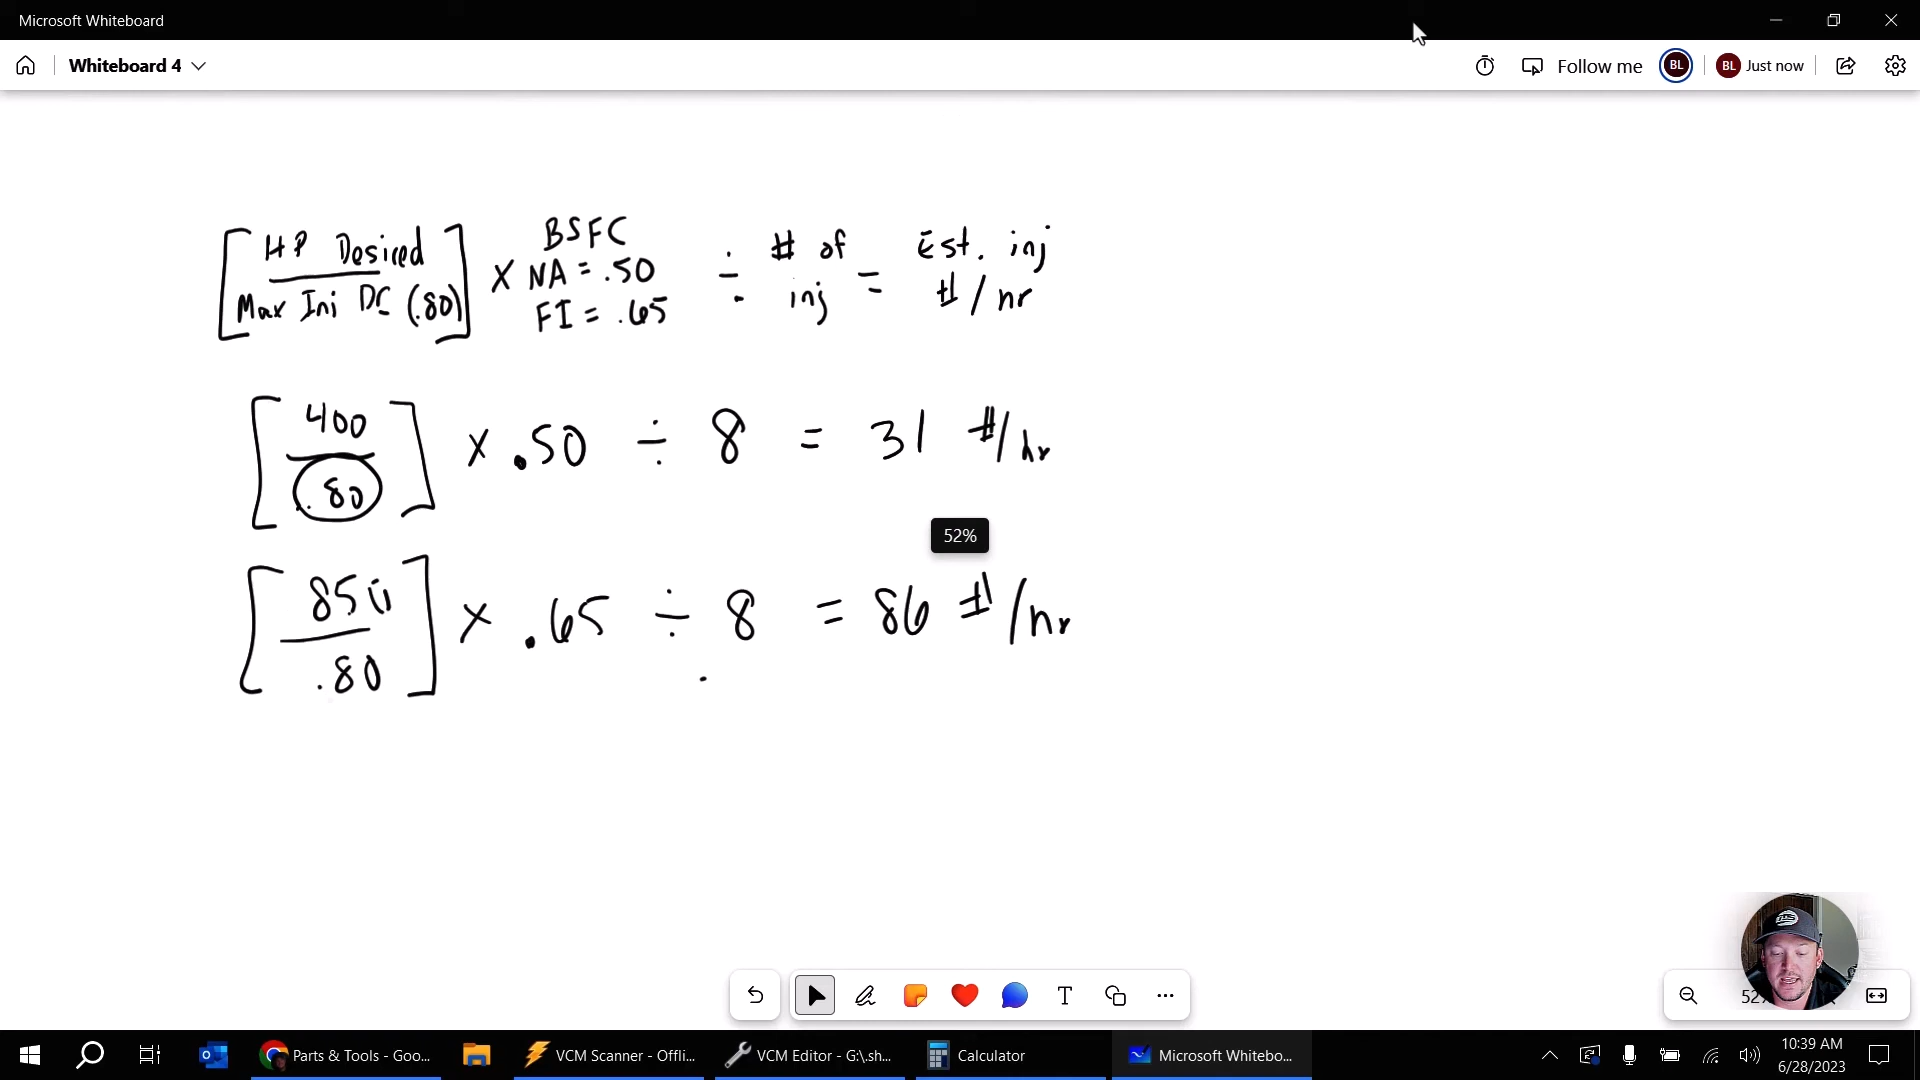 Microsoft Whiteboard
Whiteboard 4
Follow me
BL
BL
Just now
[HP Desired / Max Inj DC (.80)] × BSFC NA = .50 FI = .65 ÷ # of inj = Est. inj #/hr
[400 / .80] × .50 ÷ 8 = 31 #/hr
52%
[850 / .80] × .65 ÷ 8 = 86 #/hr
T
Parts & Tools - Goo...
VCM Scanner - Offli...
VCM Editor - G:\.sh...
Calculator
Microsoft Whitebo...
10:39 AM
6/28/2023